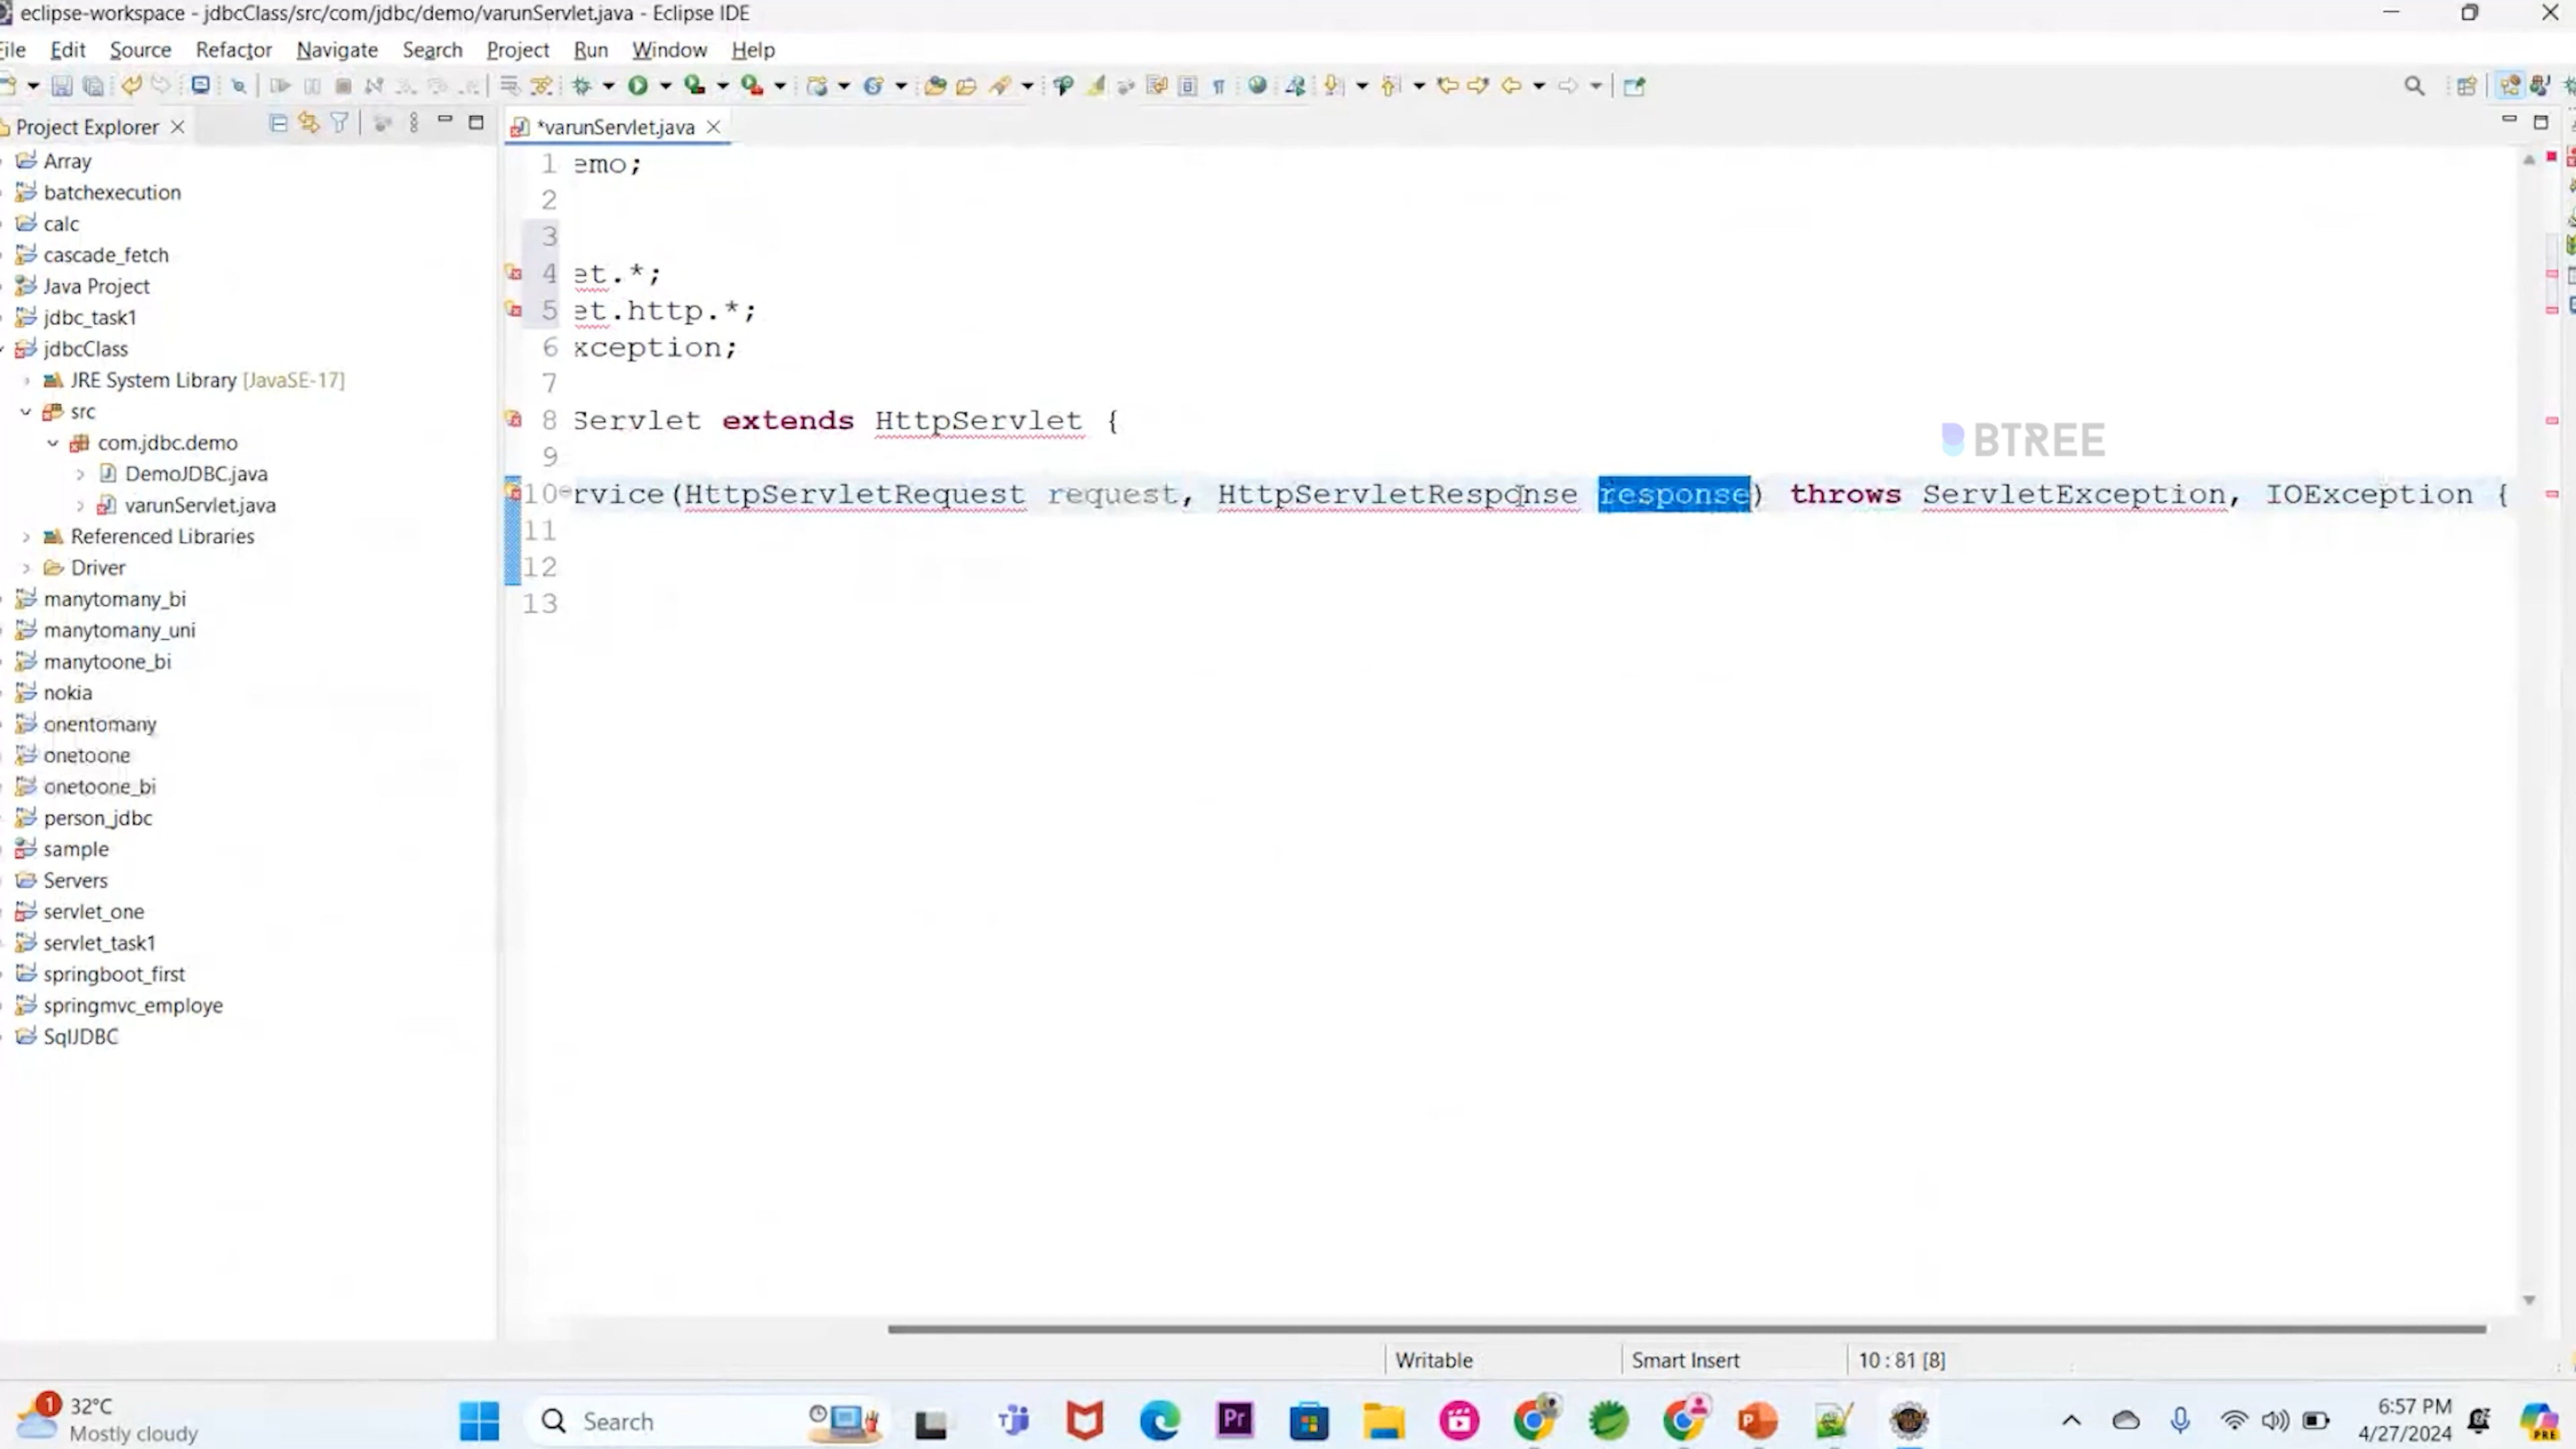 eclipse-workspace - jdbcClass/src/com/jdbc/demo/varunServlet.java - Eclipse IDE
File Edit Source Refactor Navigate Search Project Run Window Help
Project Explorer
*varunServlet.java
Array
batchexecution
calc
cascade_fetch
Java Project
jdbc_task1
jdbcClass
JRE System Library [JavaSE-17]
src
com.jdbc.demo
DemoJDBC.java
varunServlet.java
Referenced Libraries
Driver
manytomany_bi
manytomany_uni
manytoone_bi
nokia
onentomany
onetoone
onetoone_bi
person_jdbc
sample
Servers
servlet_one
servlet_task1
springboot_first
springmvc_employe
SqlJDBC
1 emo;
2
3
4 et.*;
5 et.http.*;
6 xception;
7
8 Servlet extends HttpServlet {
9
10 rvice(HttpServletRequest request, HttpServletResponse response) throws ServletException, IOException {
11
12
13
BTREE
Writable Smart Insert 10 : 81 [8]
1
32°C
Mostly cloudy
Search
Pr
6:57 PM
4/27/2024
PRE